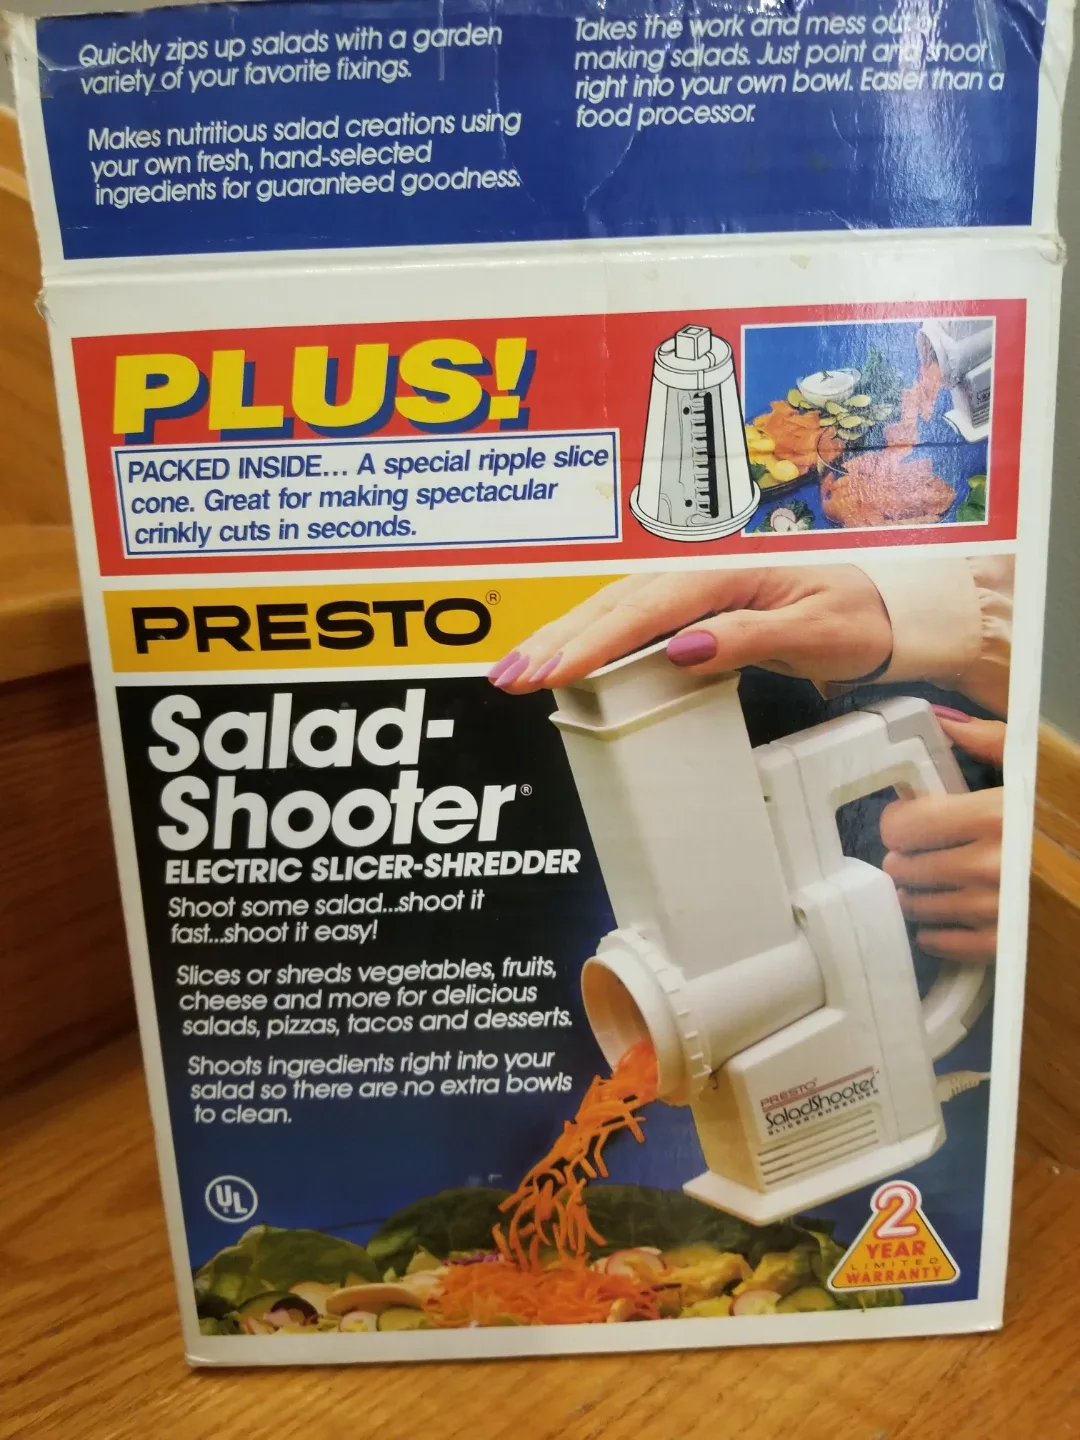 Quickly zips up salads with a garden
variety of your favorite fixings.
Makes nutritious salad creations using
your own fresh, hand-selected
ingredients for guaranteed goodness.
Takes the work and mess out of
making salads. Just point and shoot
right into your own bowl. Easier than a
food processor.
PLUS!
PACKED INSIDE... A special ripple slice
cone. Great for making spectacular
crinkly cuts in seconds.
PRESTO®
Salad-
Shooter®
ELECTRIC SLICER-SHREDDER
Shoot some salad...shoot it
fast...shoot it easy!
Slices or shreds vegetables, fruits,
cheese and more for delicious
salads, pizzas, tacos and desserts.
Shoots ingredients right into your
salad so there are no extra bowls
to clean.
UL
PRESTO®
SaladShooter
SLICER-SHREDDER
2
YEAR
LIMITED
WARRANTY